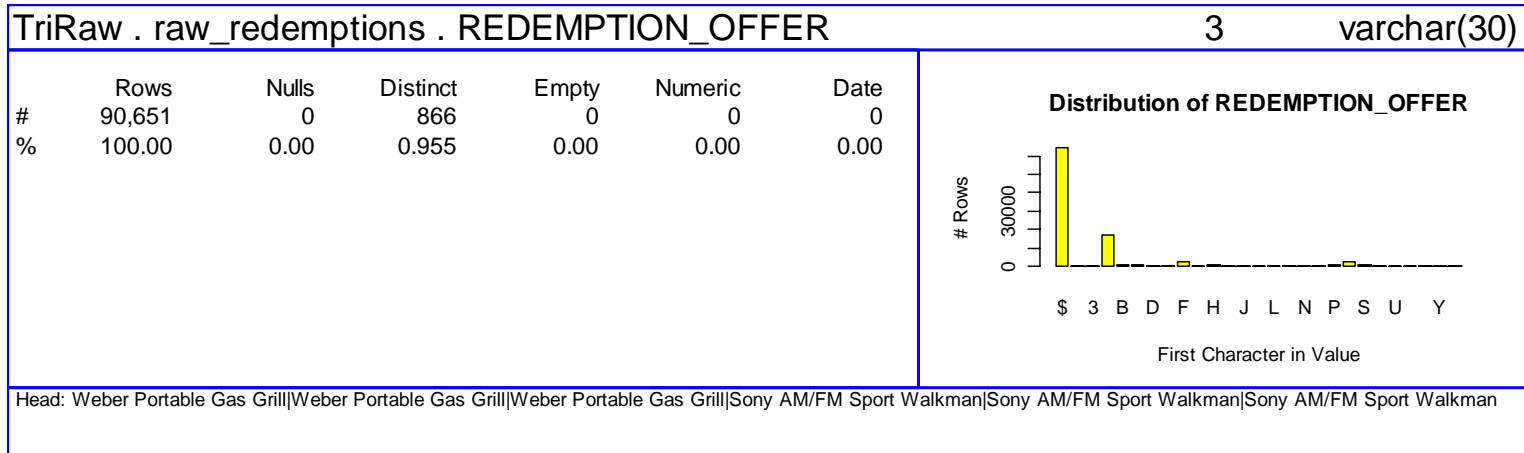 TriRaw . raw_redemptions . REDEMPTION_OFFER 3 varchar(30)
Rows Nulls Distinct Empty Numeric Date
# 90,651 0 866 0 0 0
% 100.00 0.00 0.955 0.00 0.00 0.00
Distribution of REDEMPTION_OFFER
# Rows
30000
0
$ 3 B D F H J L N P S U Y
First Character in Value
Head: Weber Portable Gas Grill|Weber Portable Gas Grill|Weber Portable Gas Grill|Sony AM/FM Sport Walkman|Sony AM/FM Sport Walkman|Sony AM/FM Sport Walkman